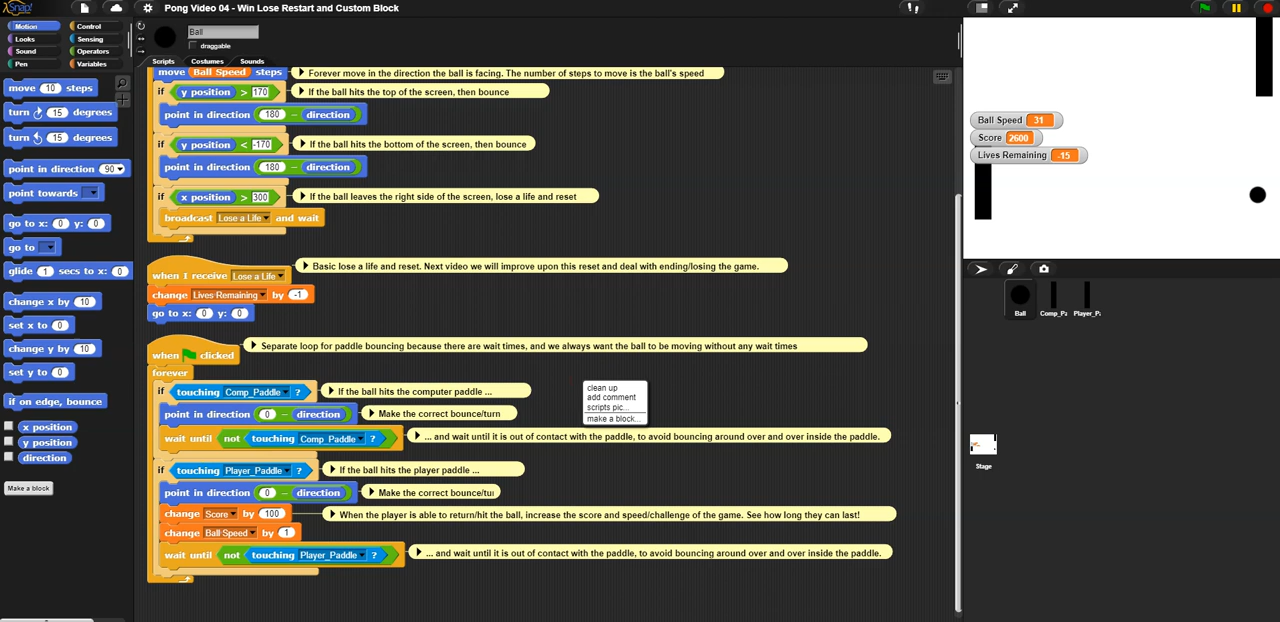 Snap!
Pong Video 04 - Win Lose Restart and Custom Block
Motion
Control
Looks
Sensing
Sound
Operators
Pen
Variables
move 10 steps
turn 15 degrees
turn 15 degrees
point in direction 90
point towards
go to x: 0 y: 0
go to
glide 1 secs to x: 0
change x by 10
set x to 0
change y by 10
set y to 0
if on edge, bounce
x position
y position
direction
Make a block
Ball
draggable
Scripts Costumes Sounds
move Ball Speed steps Forever move in the direction the ball is facing. The number of steps to move is the ball's speed
if y position > 170 If the ball hits the top of the screen, then bounce
point in direction 180 - direction
if y position < -170 If the ball hits the bottom of the screen, then bounce
point in direction 180 - direction
if x position > 300 If the ball leaves the right side of the screen, lose a life and reset
broadcast Lose a Life and wait
when I receive Lose a Life Basic lose a life and reset. Next video we will improve upon this reset and deal with ending/losing the game.
change Lives Remaining by -1
go to x: 0 y: 0
when clicked Separate loop for paddle bouncing because there are wait times, and we always want the ball to be moving without any wait times
forever
if touching Comp_Paddle ? If the ball hits the computer paddle ...
point in direction 0 - direction Make the correct bounce/turn
wait until not touching Comp_Paddle ? ... and wait until it is out of contact with the paddle, to avoid bouncing around over and over inside the paddle.
if touching Player_Paddle ? If the ball hits the player paddle ...
point in direction 0 - direction Make the correct bounce/tu
change Score by 100 When the player is able to return/hit the ball, increase the score and speed/challenge of the game. See how long they can last!
change Ball Speed by 1
wait until not touching Player_Paddle ? ... and wait until it is out of contact with the paddle, to avoid bouncing around over and over inside the paddle.
clean up
add comment
scripts pic...
make a block...
Ball Speed 31
Score 2600
Lives Remaining -15
Ball Comp_Pa Player_P
Stage